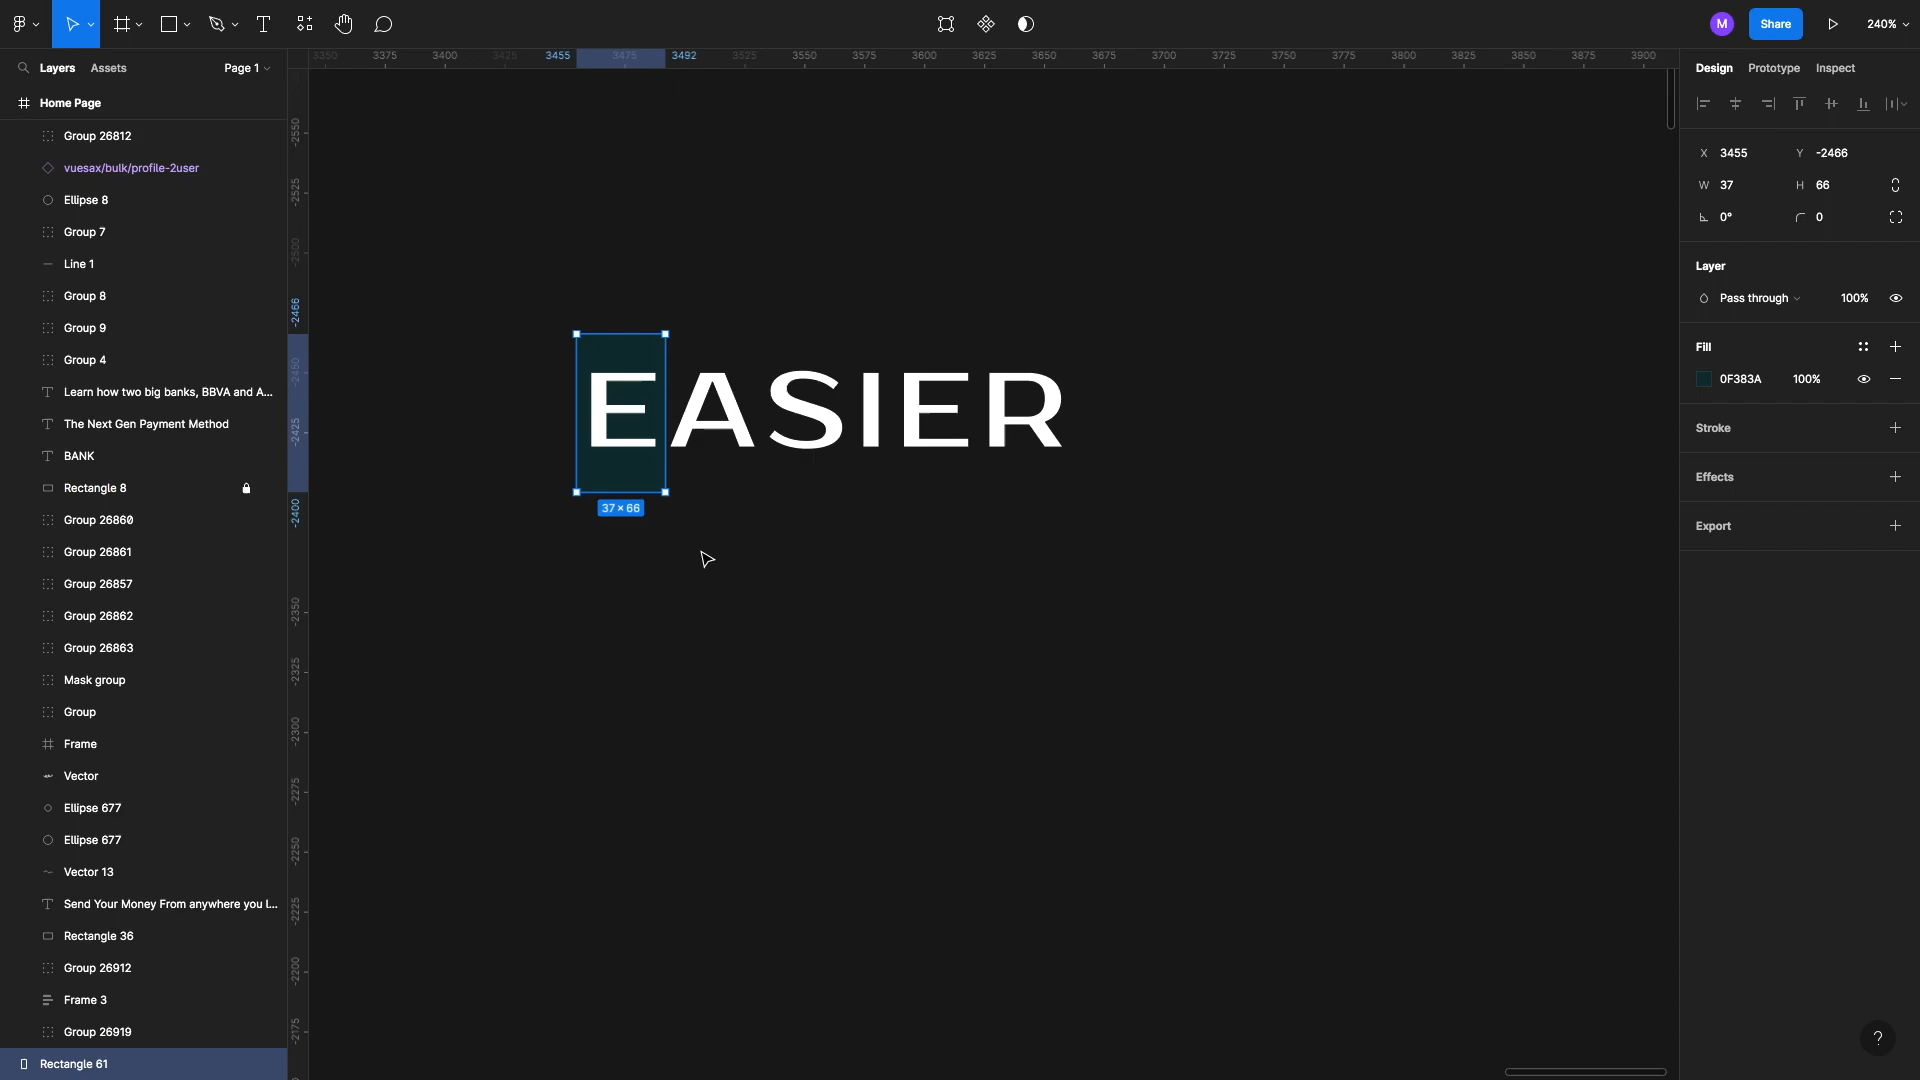 M
Share
240%
Layers
Assets
Page 1
Design
Prototype
Inspect
3350
3375
3400
3425
3455
3475
3492
3525
3550
3575
3600
3625
3650
3675
3700
3725
3750
3775
3800
3825
3850
3875
3900
Home Page
Group 26812
vuesax/bulk/profile-2user
Ellipse 8
Group 7
Line 1
Group 8
Group 9
Group 4
Learn how two big banks, BBVA and A...
The Next Gen Payment Method
BANK
Rectangle 8
Group 26860
Group 26861
Group 26857
Group 26862
Group 26863
Mask group
Group
Frame
Vector
Ellipse 677
Ellipse 677
Vector 13
Send Your Money From anywhere you l...
Rectangle 36
Group 26912
Frame 3
Group 26919
Rectangle 61
-2550
-2525
-2500
-2466
-2450
-2425
-2400
-2350
-2325
-2300
-2275
-2250
-2225
-2200
-2175
EASIER
37 × 66
X 3455
Y -2466
W 37
H 66
0°
0
Layer
Pass through
100%
Fill
0F383A
100%
Stroke
Effects
Export
?